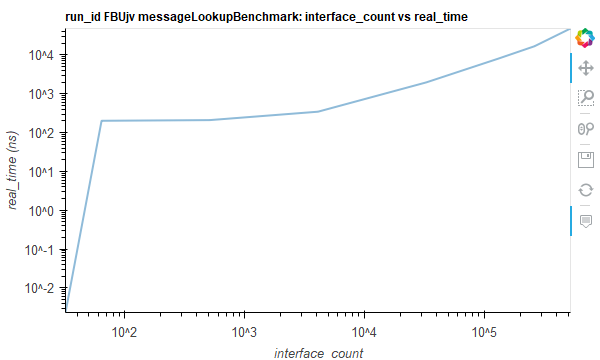 run_id FBUjv messageLookupBenchmark: interface_count vs real_time
10^4
10^3
10^2
10^1
10^0
10^-1
10^-2
real_time (ns)
10^2 10^3 10^4 10^5
interface_count